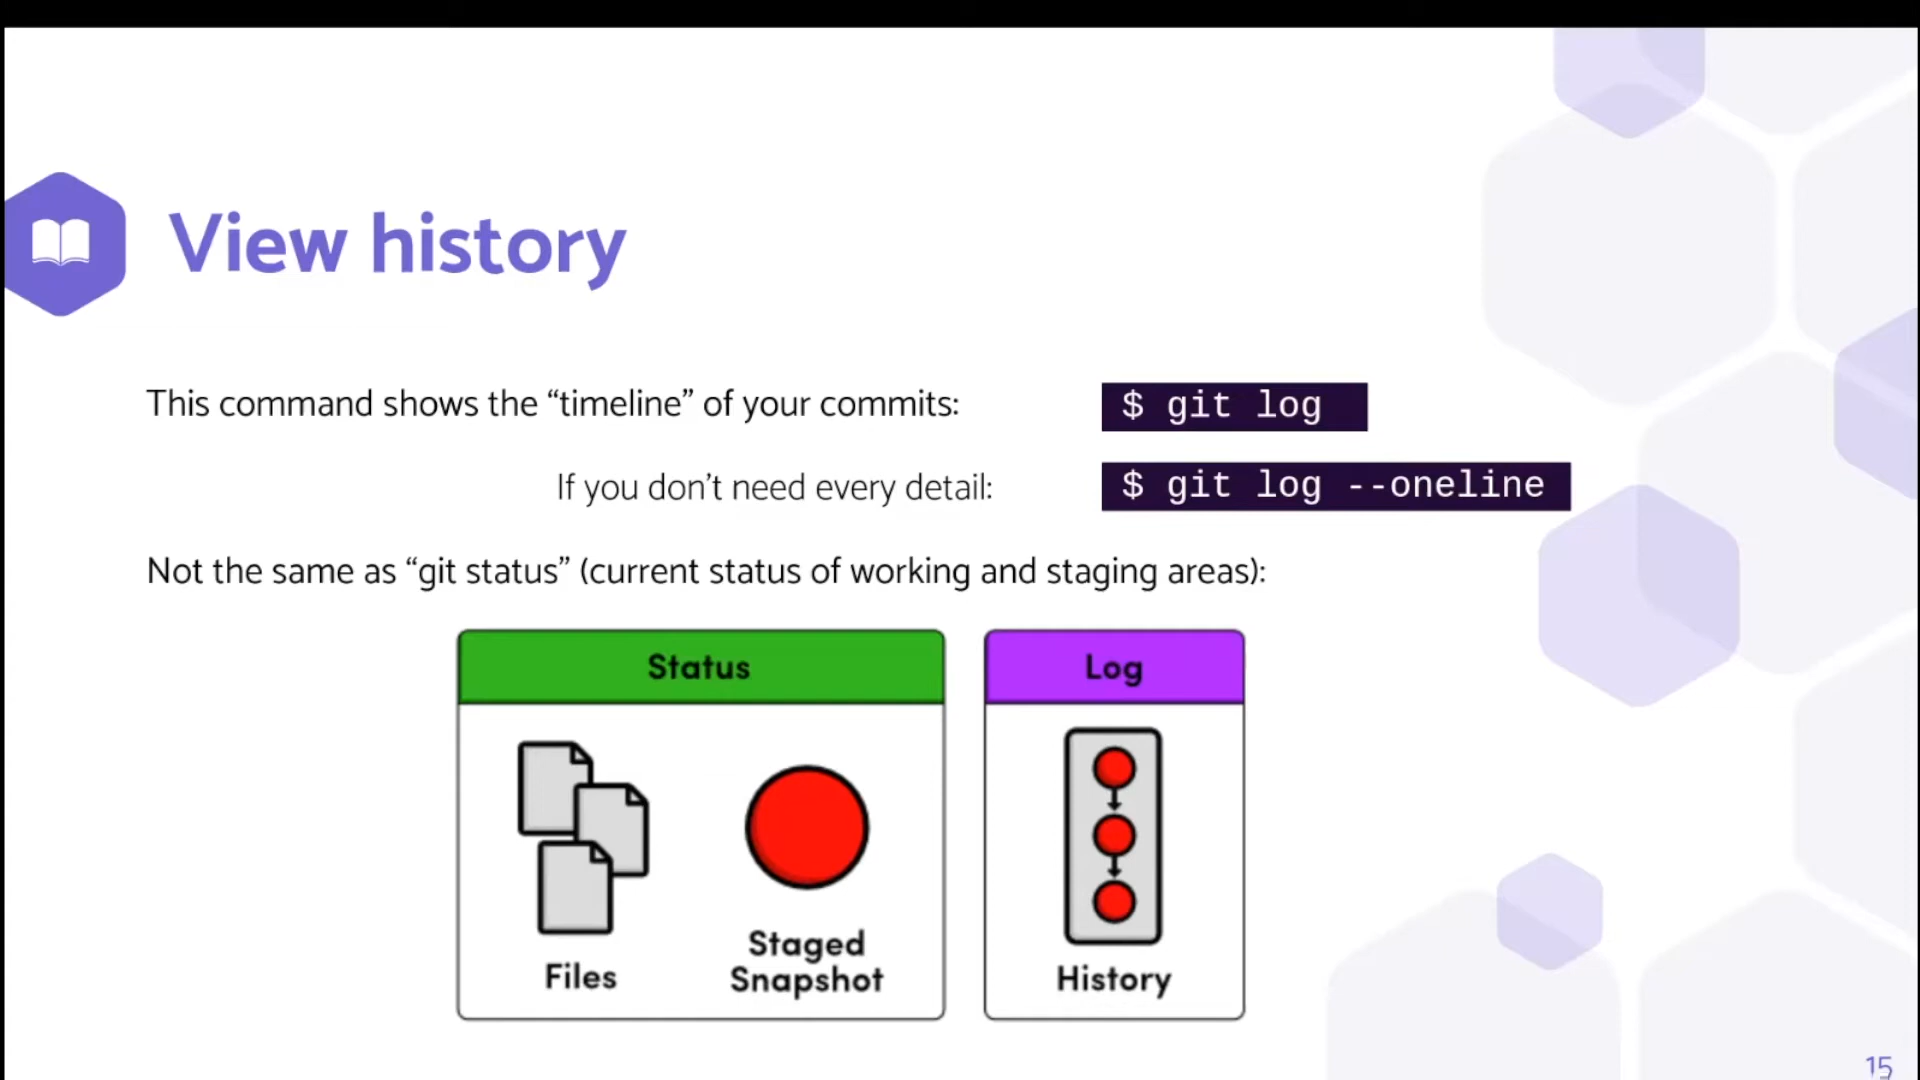 View history
This command shows the “timeline” of your commits:
$ git log
If you don’t need every detail:
$ git log --oneline
Not the same as “git status” (current status of working and staging areas):
Status
Log
Files
Staged
Snapshot
History
15